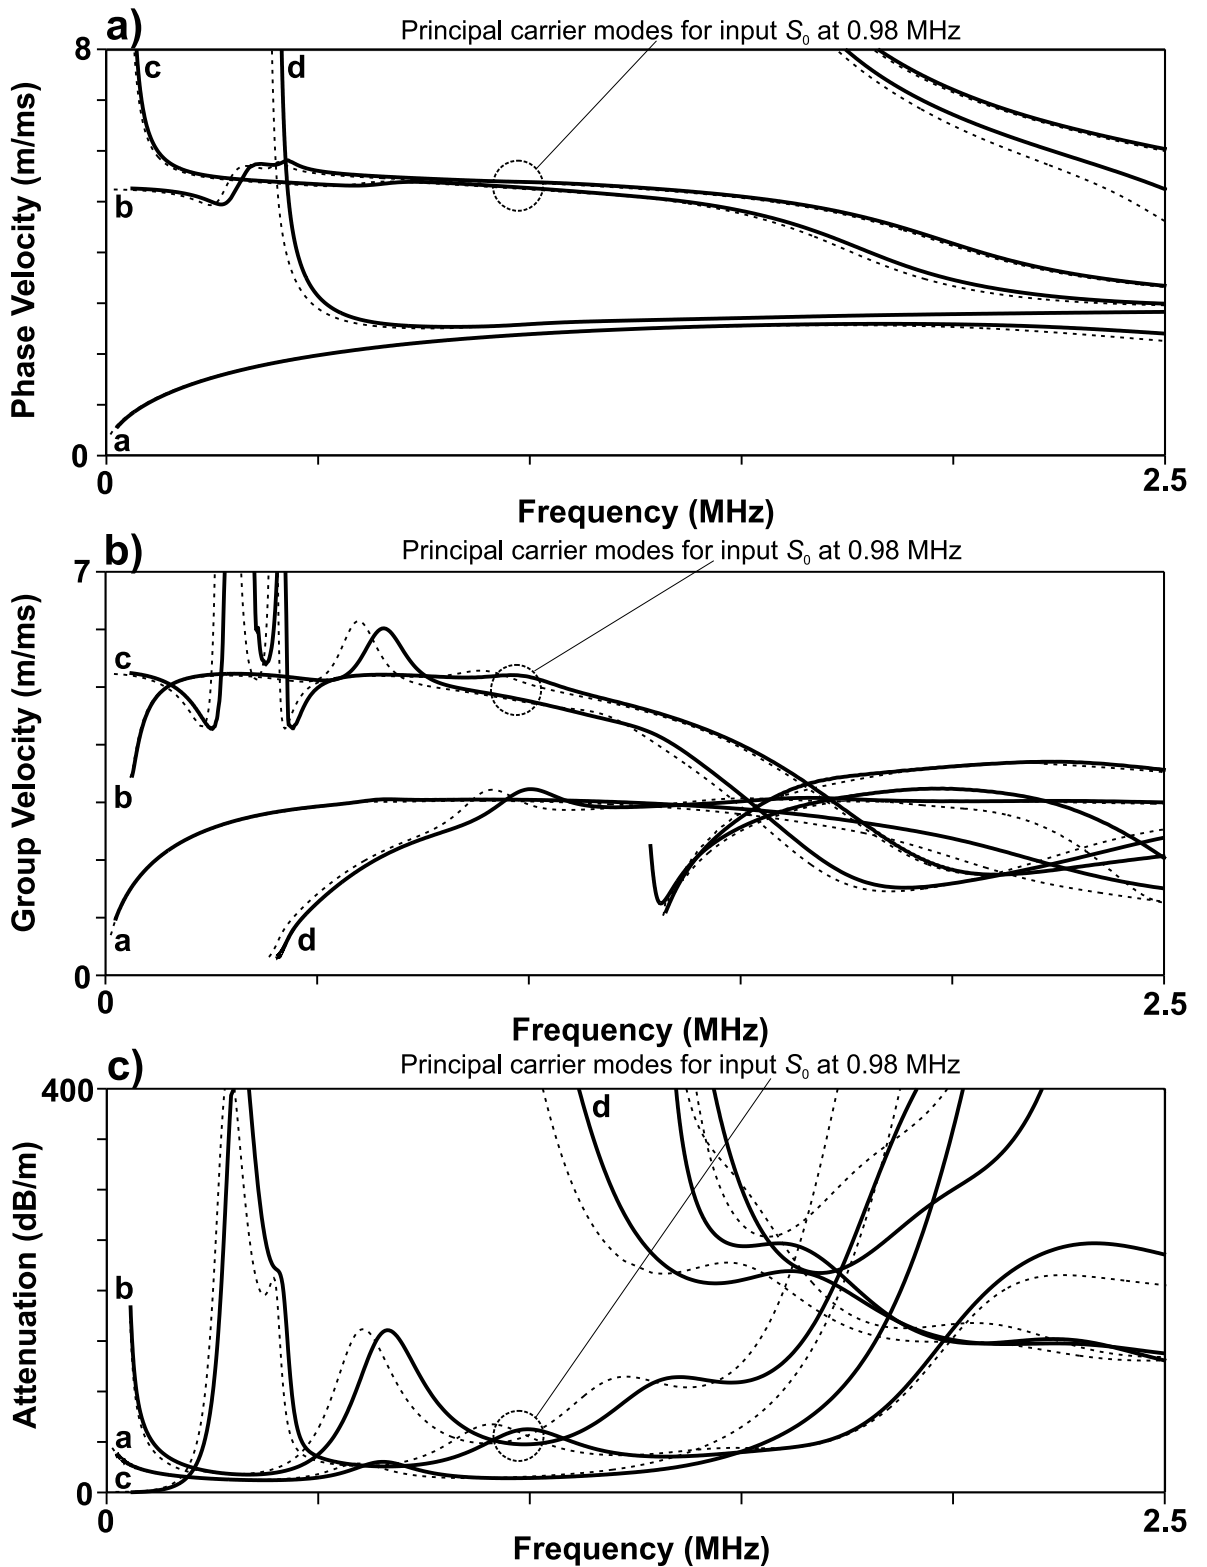 a)
Principal carrier modes for input S0 at 0.98 MHz
8
c
d
Phase Velocity (m/ms)
b
a
0
0
2.5
Frequency (MHz)
b)
Principal carrier modes for input S0 at 0.98 MHz
7
c
Group Velocity (m/ms)
b
a
d
0
0
2.5
Frequency (MHz)
c)
Principal carrier modes for input S0 at 0.98 MHz
400
d
Attenuation (dB/m)
b
a
c
0
0
2.5
Frequency (MHz)